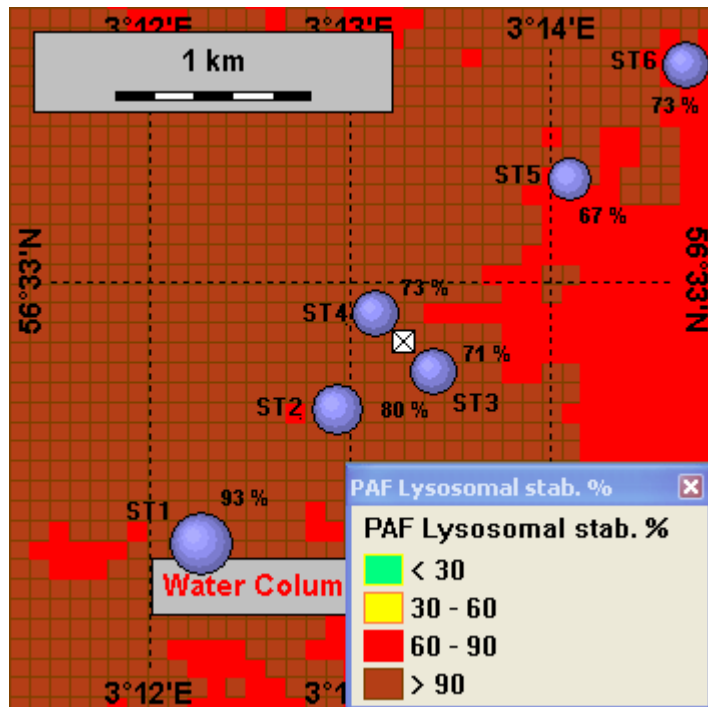 3°12'E 3°13'E 3°14'E
1 km
ST6
73 %
ST5
67 %
56°33'N
56°33'N
73 %
ST4
71 %
ST3
ST2
80 %
93 %
ST1
Water Colum
PAF Lysosomal stab. %
PAF Lysosomal stab. %
< 30
30 - 60
60 - 90
> 90
3°12'E 3°1